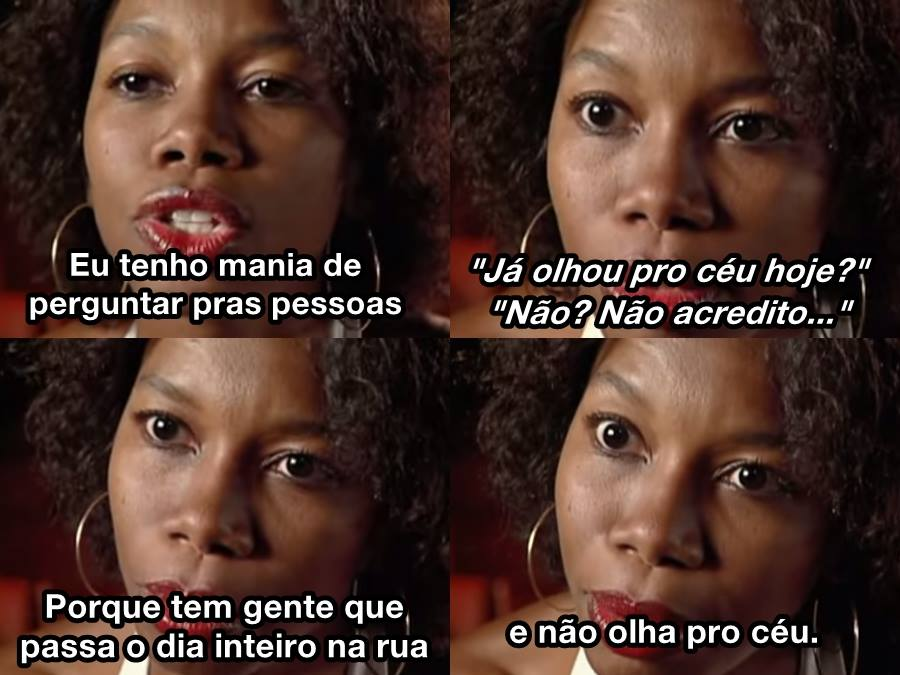 Eu tenho mania de
perguntar pras pessoas
"Já olhou pro céu hoje?"
"Não? Não acredito..."
Porque tem gente que
passa o dia inteiro na rua
e não olha pro céu.